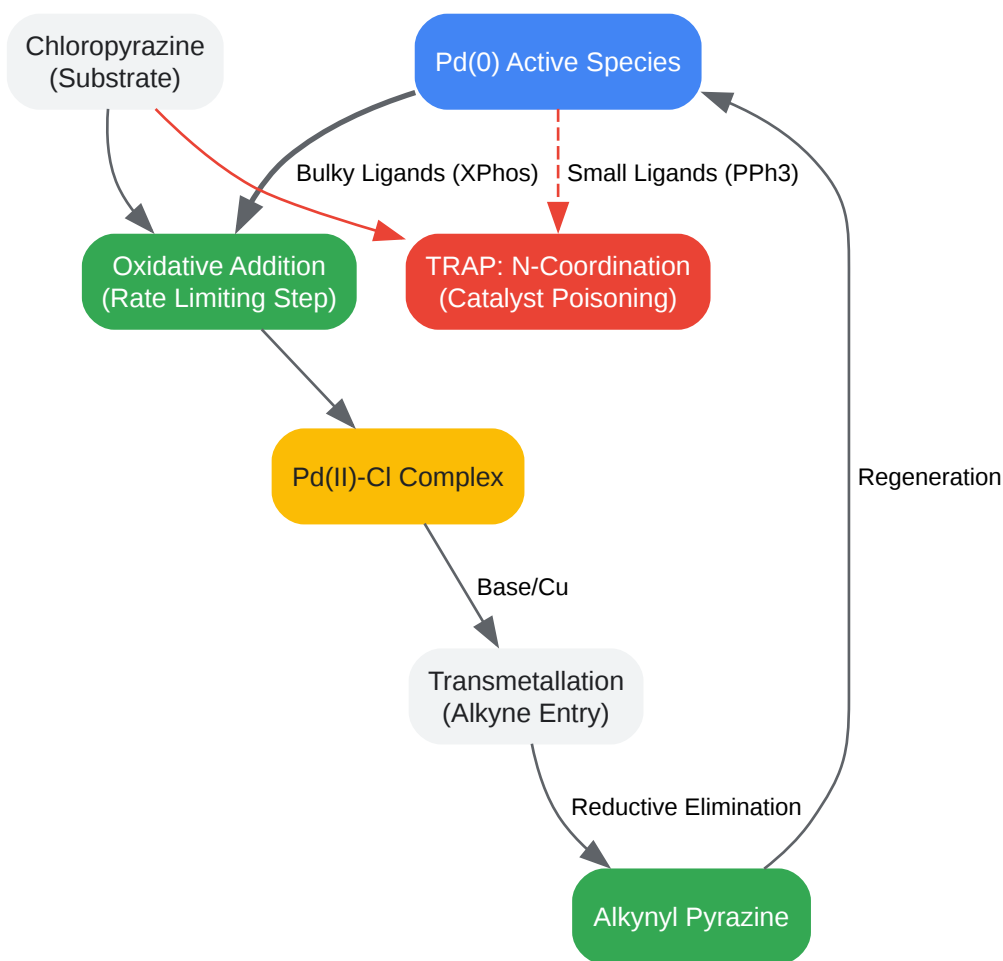 Chloropyrazine
(Substrate)
Pd(0) Active Species
Bulky Ligands (XPhos)
Small Ligands (PPh3)
Oxidative Addition
(Rate Limiting Step)
TRAP: N-Coordination
(Catalyst Poisoning)
Pd(II)-Cl Complex
Regeneration
Base/Cu
Transmetallation
(Alkyne Entry)
Reductive Elimination
Alkynyl Pyrazine